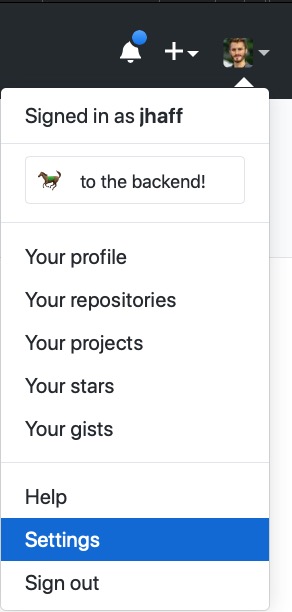 Signed in as jhaff
to the backend!
Your profile
Your repositories
Your projects
Your stars
Your gists
Help
Settings
Sign out